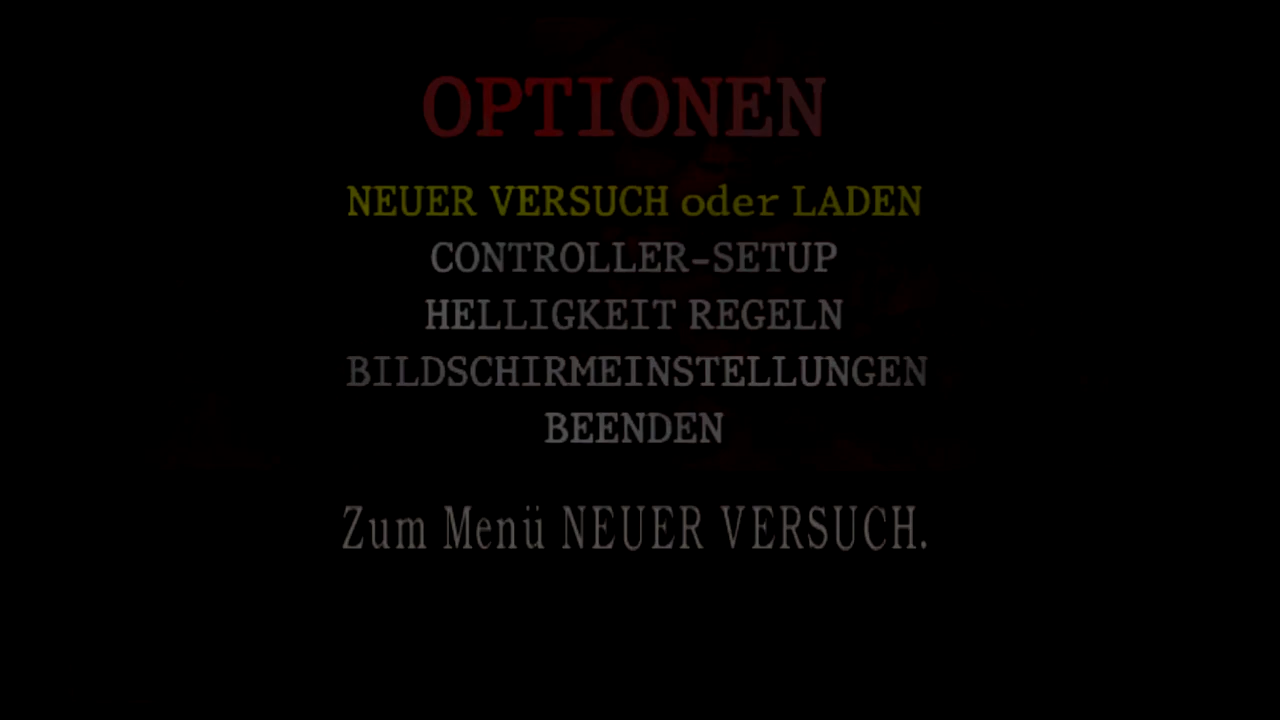 OPTIONEN
NEUER VERSUCH oder LADEN
CONTROLLER-SETUP
HELLIGKEIT REGELN
BILDSCHIRMEINSTELLUNGEN
BEENDEN
Zum Menü NEUER VERSUCH.